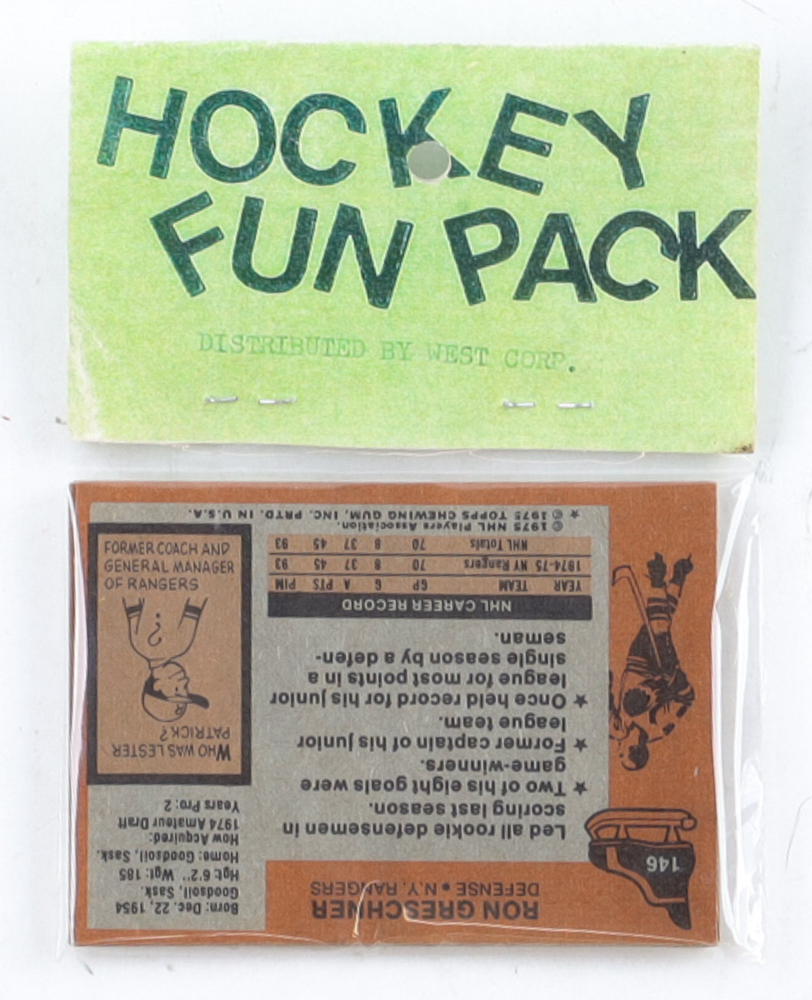 HOCKEY
FUN PACK
DISTRIBUTED BY WEST CORP.
146
RON GRESCHNER
DEFENSE • N.Y. RANGERS
Born: Dec. 22, 1954
Goodsoil, Sask.
Hgt: 6'2" Wgt: 185
Home: Goodsoil, Sask.
How Acquired:
1974 Amateur Draft
Years Pro: 2
Led all rookie defensemen in
scoring last season.
★ Two of his eight goals were
game-winners.
★ Former captain of his junior
league team.
★ Once held record for his junior
league for most points in a
single season by a defen-
seman.
WHO WAS LESTER
PATRICK?
FORMER COACH AND
GENERAL MANAGER
OF RANGERS
NHL CAREER RECORD
YEAR TEAM GP G A PTS PIM
1974-75 NY Rangers 70 8 37 45 93
NHL Totals 70 8 37 45 93
© 1975 NHL Players Association.
★ © 1975 TOPPS CHEWING GUM, INC. PRTD. IN U.S.A.